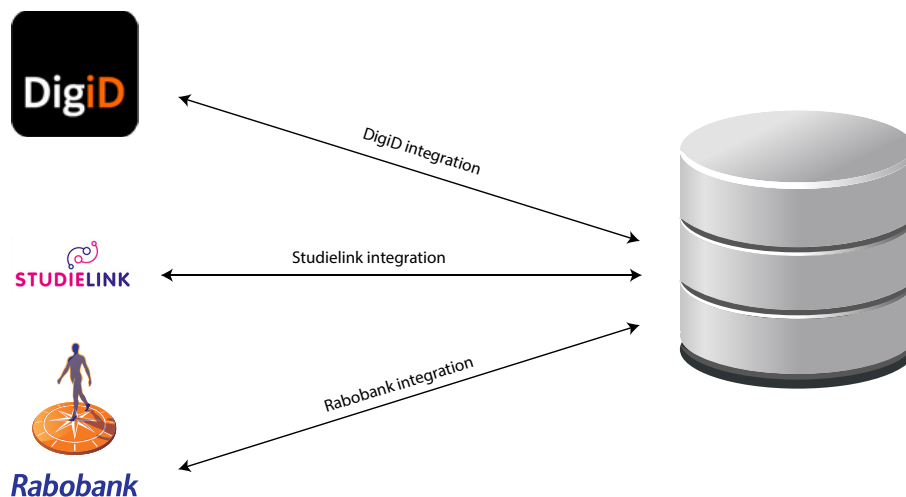 DigiD
DigiD integration
STUDIELINK
Studielink integration
Rabobank integration
Rabobank